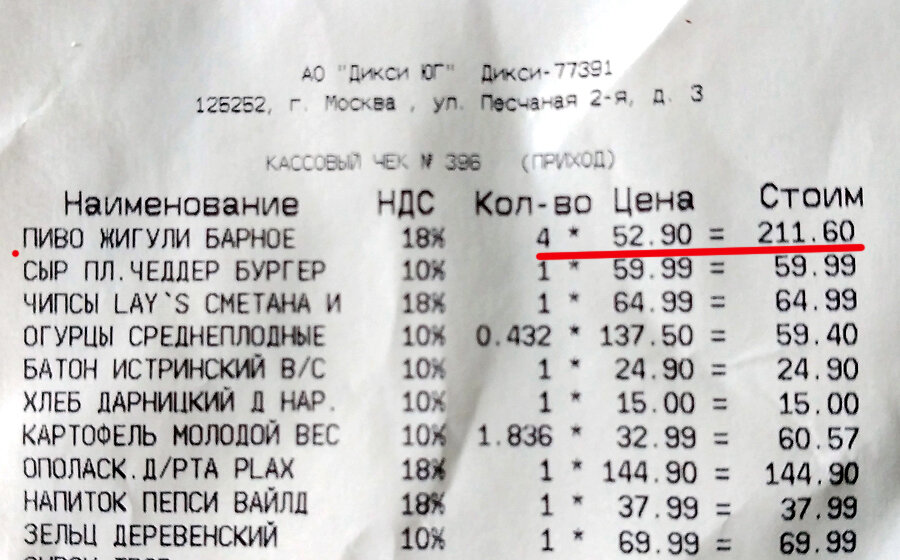 АО "Дикси ЮГ" Дикси-77391
125252, г. Москва , ул. Песчаная 2-я, д. 3
КАССОВЫЙ ЧЕК № 396 (ПРИХОД)
Наименование НДС Кол-во Цена Стоим
ПИВО ЖИГУЛИ БАРНОЕ 18% 4 * 52.90 = 211.60
СЫР ПЛ.ЧЕДДЕР БУРГЕР 10% 1 * 59.99 = 59.99
ЧИПСЫ LAY`S СМЕТАНА И 18% 1 * 64.99 = 64.99
ОГУРЦЫ СРЕДНЕПЛОДНЫЕ 10% 0.432 * 137.50 = 59.40
БАТОН ИСТРИНСКИЙ В/С 10% 1 * 24.90 = 24.90
ХЛЕБ ДАРНИЦКИЙ Д НАР. 10% 1 * 15.00 = 15.00
КАРТОФЕЛЬ МОЛОДОЙ ВЕС 10% 1.836 * 32.99 = 60.57
ОПОЛАСК.Д/РТА PLAX 18% 1 * 144.90 = 144.90
НАПИТОК ПЕПСИ ВАЙЛД 18% 1 * 37.99 = 37.99
ЗЕЛЬЦ ДЕРЕВЕНСКИЙ 10% 1 * 69.99 = 69.99